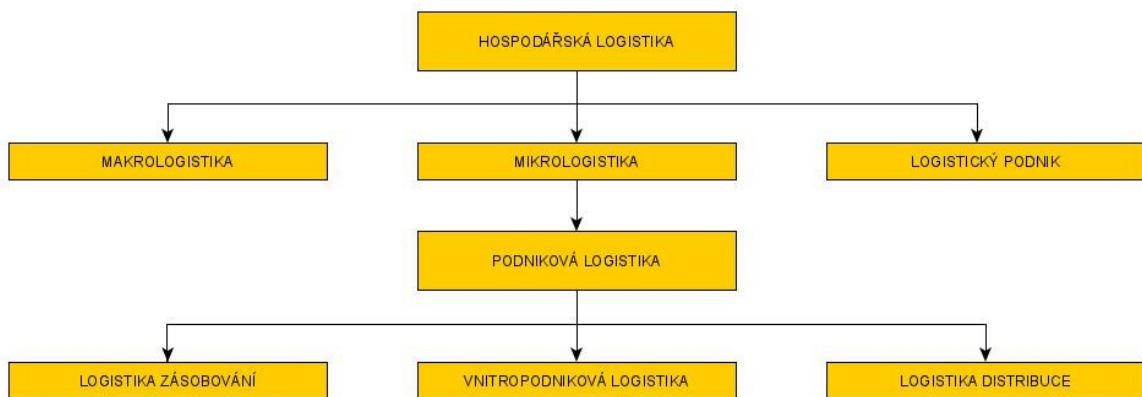 HOSPODÁŘSKÁ LOGISTIKA
MAKROLOGISTIKA
MIKROLOGISTIKA
LOGISTICKÝ PODNIK
PODNIKOVÁ LOGISTIKA
LOGISTIKA ZÁSOBOVÁNÍ
VNITROPODNIKOVÁ LOGISTIKA
LOGISTIKA DISTRIBUCE